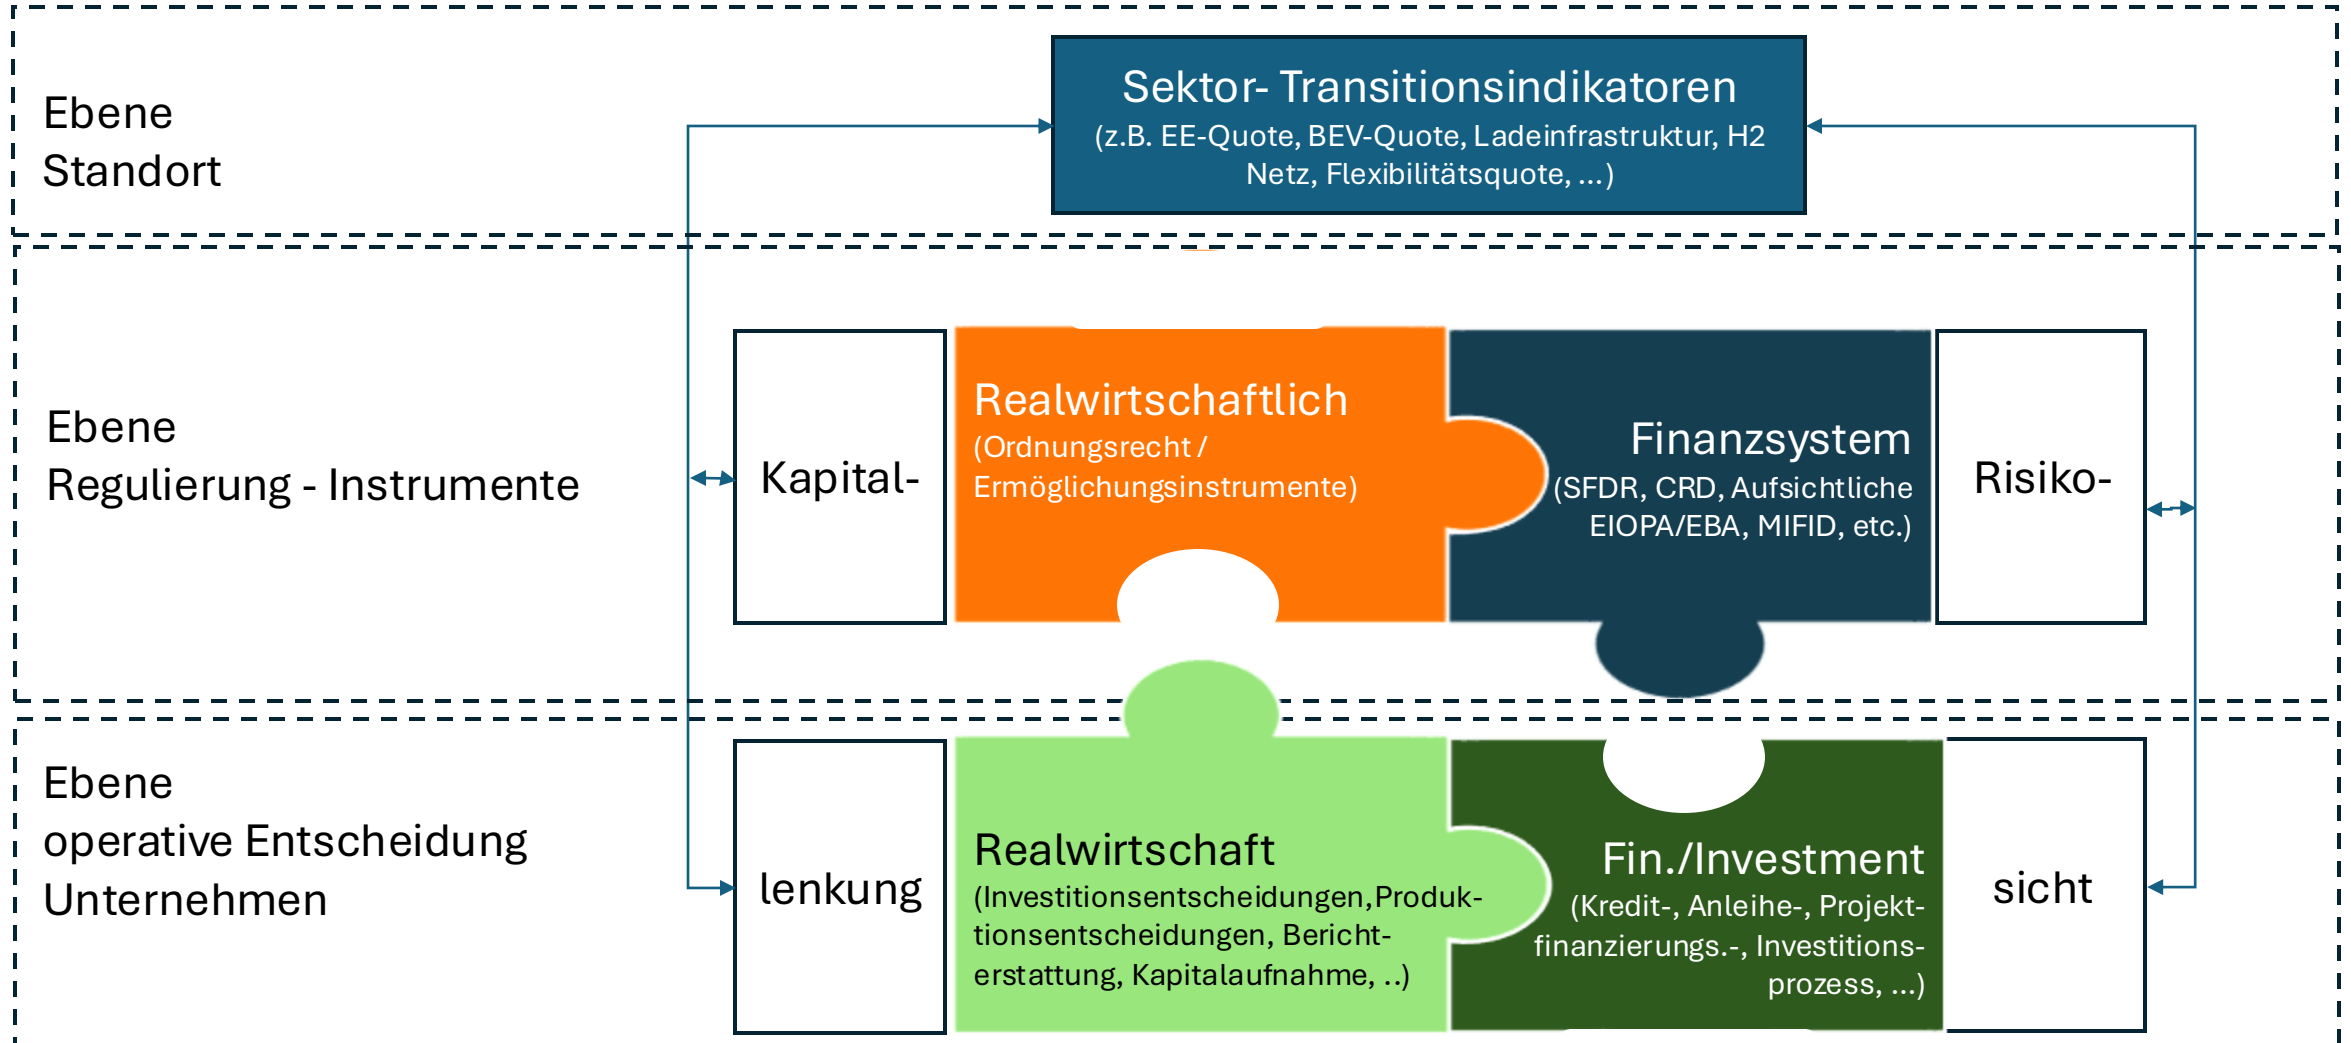 Ebene
Standort
Sektor- Transitionsindikatoren
(z.B. EE-Quote, BEV-Quote, Ladeinfrastruktur, H2
Netz, Flexibilitätsquote, ...)
Ebene
Regulierung - Instrumente
Kapital-
Realwirtschaftlich
(Ordnungsrecht /
Ermöglichungsinstrumente)
Finanzsystem
(SFDR, CRD, Aufsichtliche
EIOPA/EBA, MIFID, etc.)
Risiko-
Ebene
operative Entscheidung
Unternehmen
lenkung
Realwirtschaft
(Investitionsentscheidungen,Produk-
tionsentscheidungen, Bericht-
erstattung, Kapitalaufnahme, ..)
Fin./Investment
(Kredit-, Anleihe-, Projekt-
finanzierungs.-, Investitions-
prozess, ...)
sicht